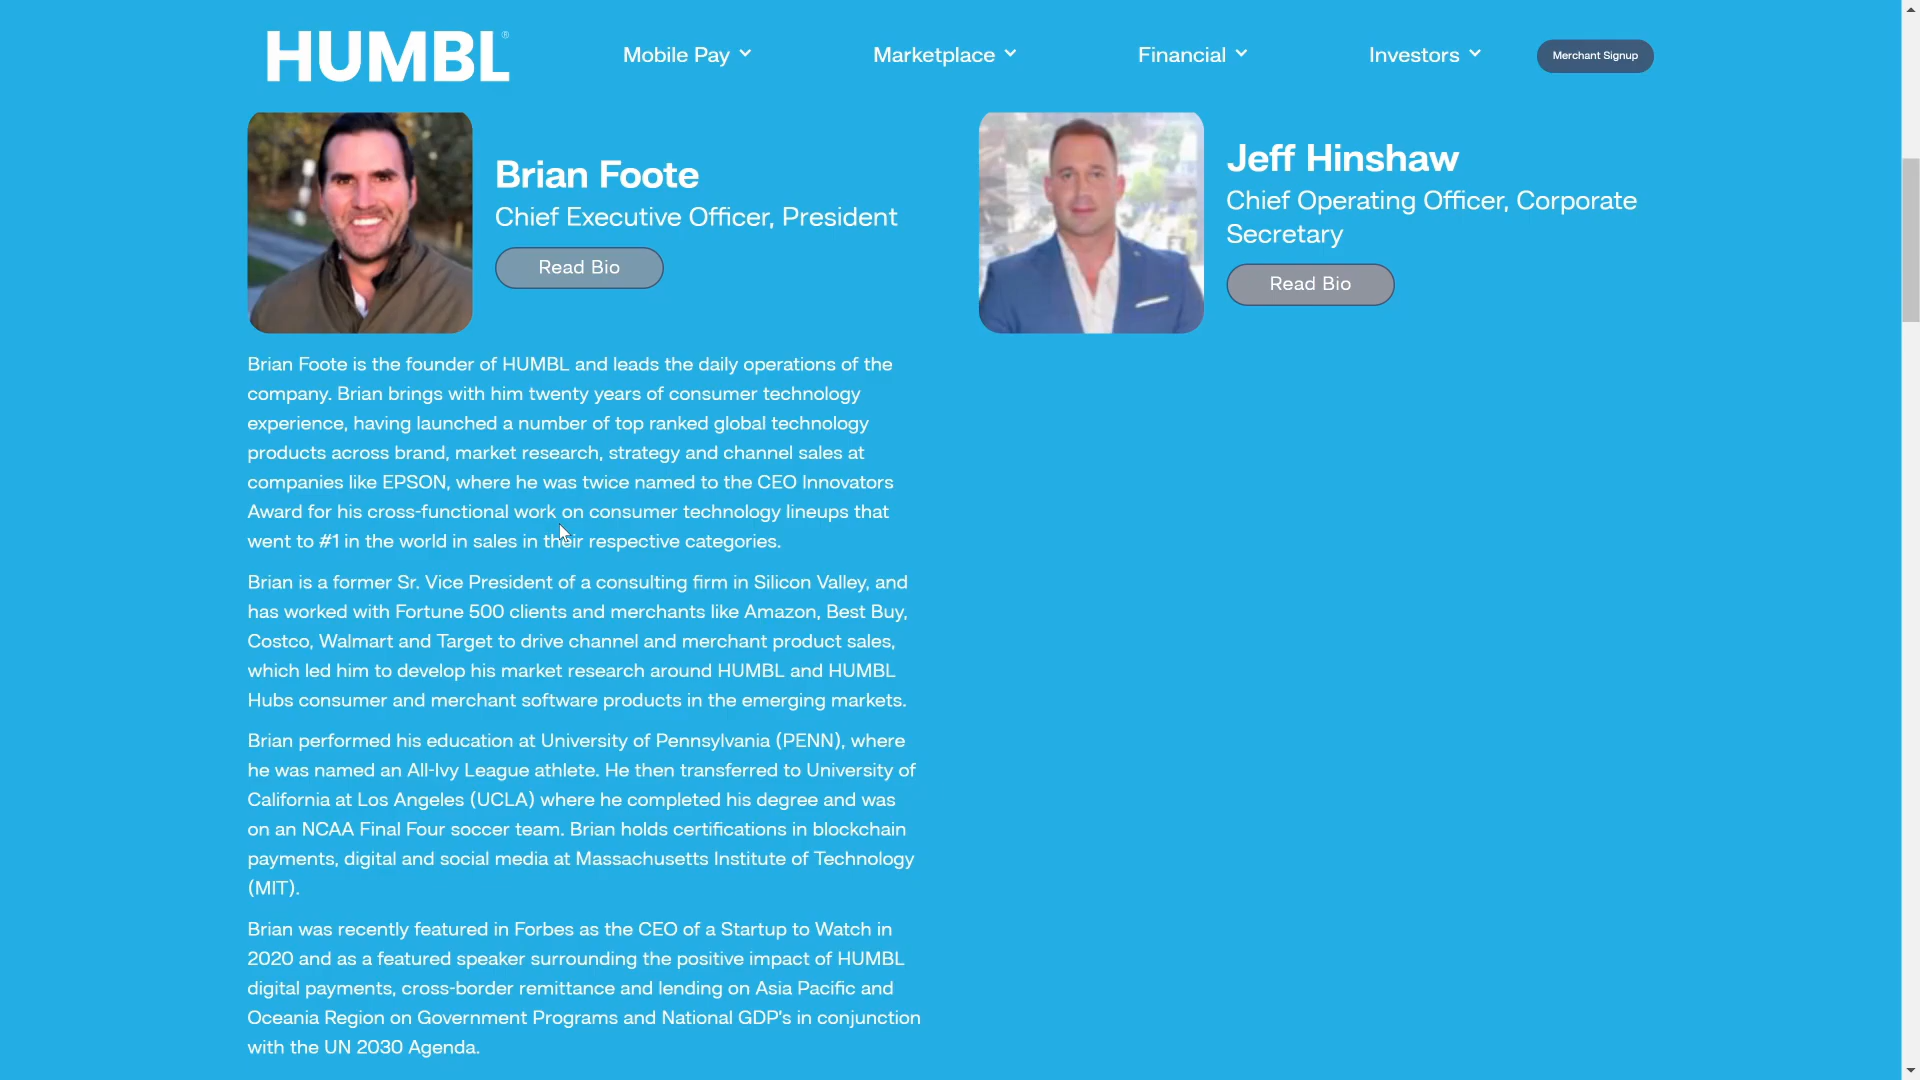 HUMBL®
Mobile Pay
Marketplace
Financial
Investors
Merchant Signup
Brian Foote
Chief Executive Officer, President
Read Bio
Jeff Hinshaw
Chief Operating Officer, Corporate
Secretary
Read Bio
Brian Foote is the founder of HUMBL and leads the daily operations of the
company. Brian brings with him twenty years of consumer technology
experience, having launched a number of top ranked global technology
products across brand, market research, strategy and channel sales at
companies like EPSON, where he was twice named to the CEO Innovators
Award for his cross-functional work on consumer technology lineups that
went to #1 in the world in sales in their respective categories.
Brian is a former Sr. Vice President of a consulting firm in Silicon Valley, and
has worked with Fortune 500 clients and merchants like Amazon, Best Buy,
Costco, Walmart and Target to drive channel and merchant product sales,
which led him to develop his market research around HUMBL and HUMBL
Hubs consumer and merchant software products in the emerging markets.
Brian performed his education at University of Pennsylvania (PENN), where
he was named an All-Ivy League athlete. He then transferred to University of
California at Los Angeles (UCLA) where he completed his degree and was
on an NCAA Final Four soccer team. Brian holds certifications in blockchain
payments, digital and social media at Massachusetts Institute of Technology
(MIT).
Brian was recently featured in Forbes as the CEO of a Startup to Watch in
2020 and as a featured speaker surrounding the positive impact of HUMBL
digital payments, cross-border remittance and lending on Asia Pacific and
Oceania Region on Government Programs and National GDP's in conjunction
with the UN 2030 Agenda.